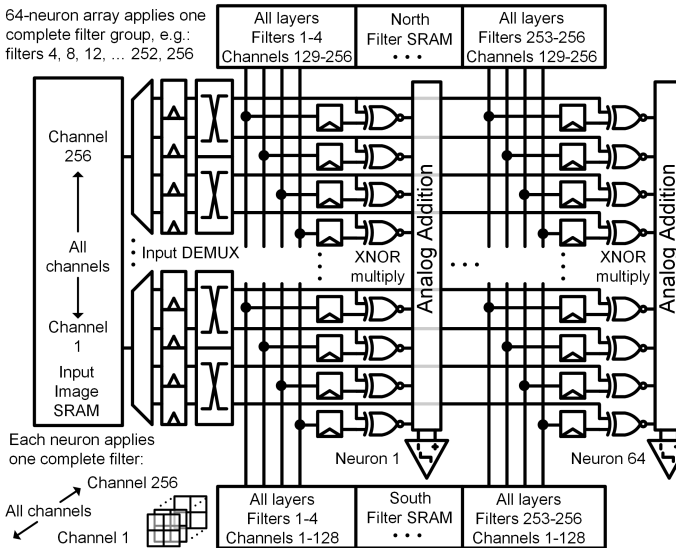 64-neuron array applies one
complete filter group, e.g.:
filters 4, 8, 12, ... 252, 256
All layers
Filters 1-4
Channels 129-256
North
Filter SRAM
• • •
All layers
Filters 253-256
Channels 129-256
Channel
256
All
channels
Channel
1
Input
Image
SRAM
Input DEMUX
XNOR
multiply
Analog Addition
• • •
XNOR
multiply
Analog Addition
Neuron 1
Neuron 64
Each neuron applies
one complete filter:
Channel 256
All channels
Channel 1
All layers
Filters 1-4
Channels 1-128
South
Filter SRAM
• • •
All layers
Filters 253-256
Channels 1-128